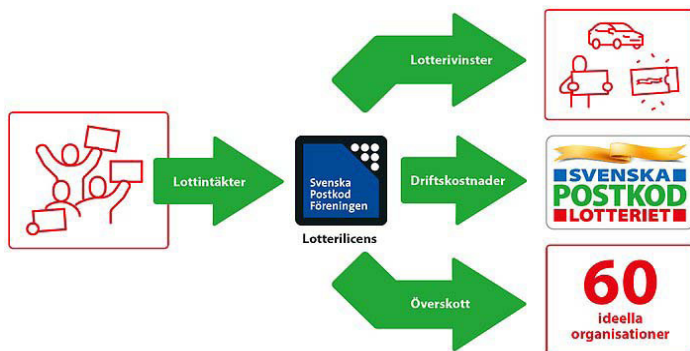 Lotterivinster
Lottintäkter
Svenska
Postkod
Föreningen
Lotterilicens
Driftskostnader
SVENSKA
POSTKOD
LOTTERIET
Överskott
60
ideella
organisationer